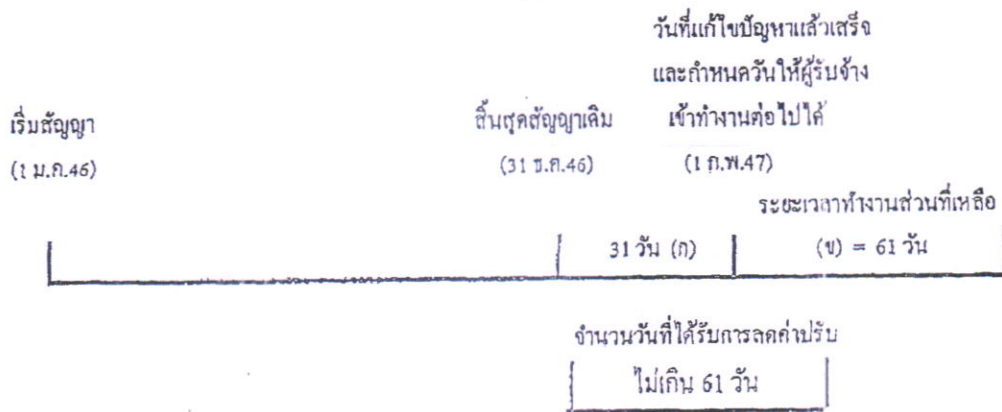 วันที่แก้ไขปัญหาแล้วเสร็จ
และกำหนดวันให้ผู้รับจ้าง
เริ่มสัญญา สิ้นสุดสัญญาเดิม เข้าทำงานต่อไปได้
(1 ม.ค.46) (31 ธ.ค.46) (1 ก.พ.47)
ระยะเวลาทำงานส่วนที่เหลือ
31 วัน (ก) (ข) = 61 วัน
จำนวนวันที่ได้รับการลดค่าปรับ
ไม่เกิน 61 วัน